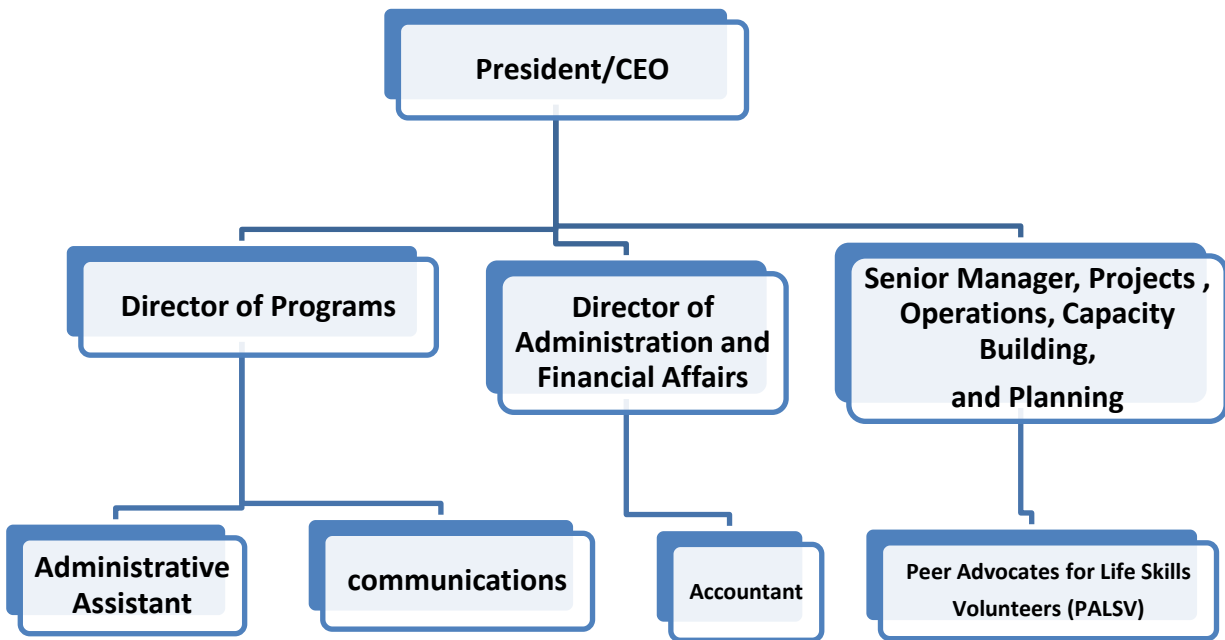 President/CEO
Director of Programs
Director of
Administration and
Financial Affairs
Senior Manager, Projects ,
Operations, Capacity
Building,
and Planning
Administrative
Assistant
communications
Accountant
Peer Advocates for Life Skills
Volunteers (PALSV)